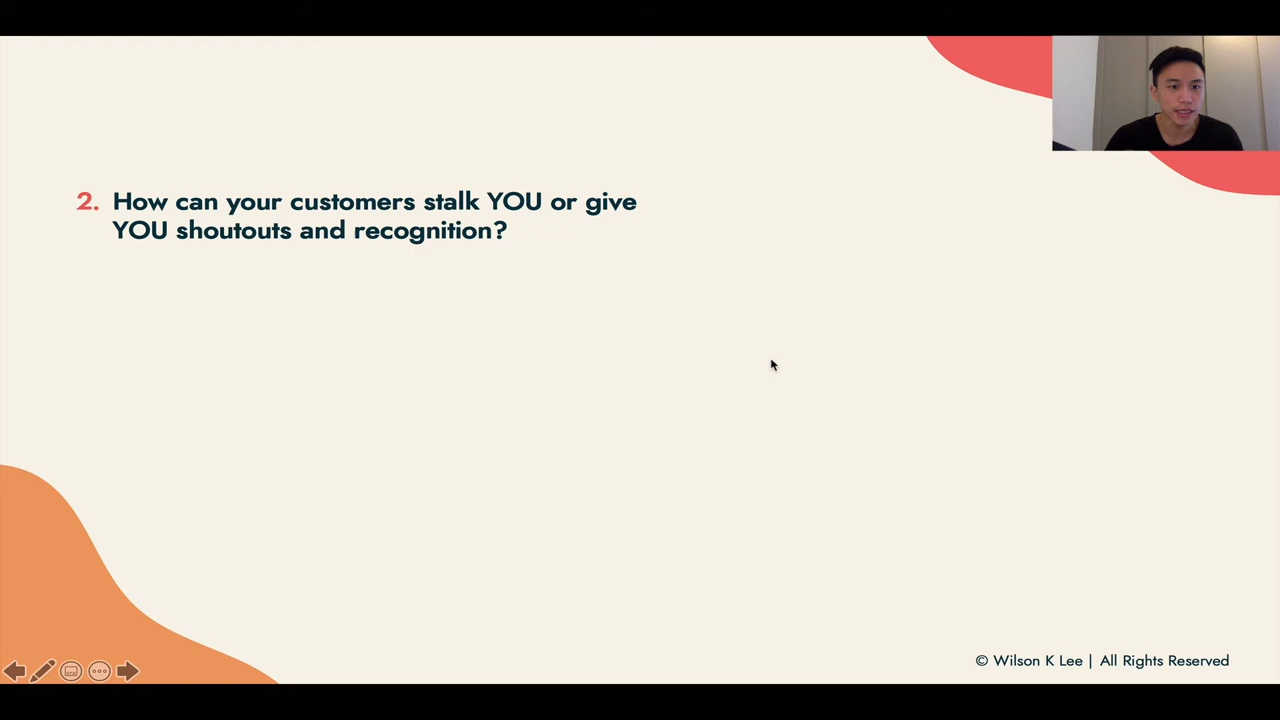 2. How can your customers stalk YOU or give
YOU shoutouts and recognition?
© Wilson K Lee | All Rights Reserved